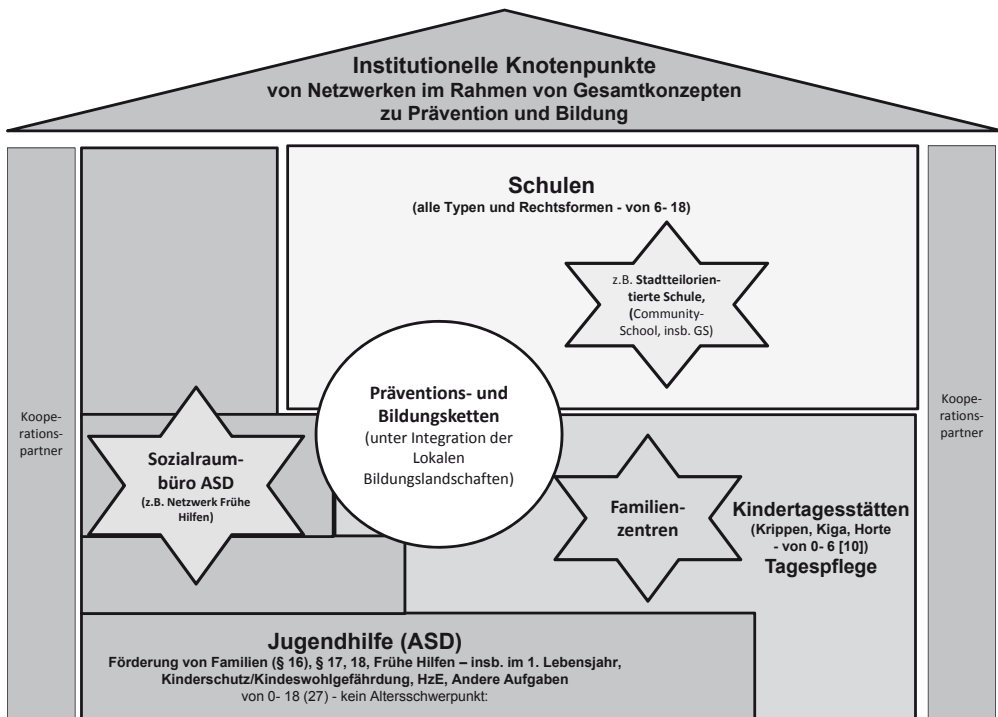 Institutionelle Knotenpunkte
von Netzwerken im Rahmen von Gesamtkonzepten
zu Prävention und Bildung
Schulen
(alle Typen und Rechtsformen - von 6- 18)
z.B. Stadtteilorien-
tierte Schule,
(Community-
School, insb. GS)
Präventions- und
Bildungsketten
(unter Integration der
Lokalen
Bildungslandschaften)
Koope-
rations-
partner
Koope-
rations-
partner
Sozialraum-
büro ASD
(z.B. Netzwerk Frühe
Hilfen)
Familien-
zentren
Kindertagesstätten
(Krippen, Kiga, Horte
- von 0- 6 [10])
Tagespflege
Jugendhilfe (ASD)
Förderung von Familien (§ 16), § 17, 18, Frühe Hilfen – insb. im 1. Lebensjahr,
Kinderschutz/Kindeswohlgefährdung, HzE, Andere Aufgaben
von 0- 18 (27) - kein Altersschwerpunkt: